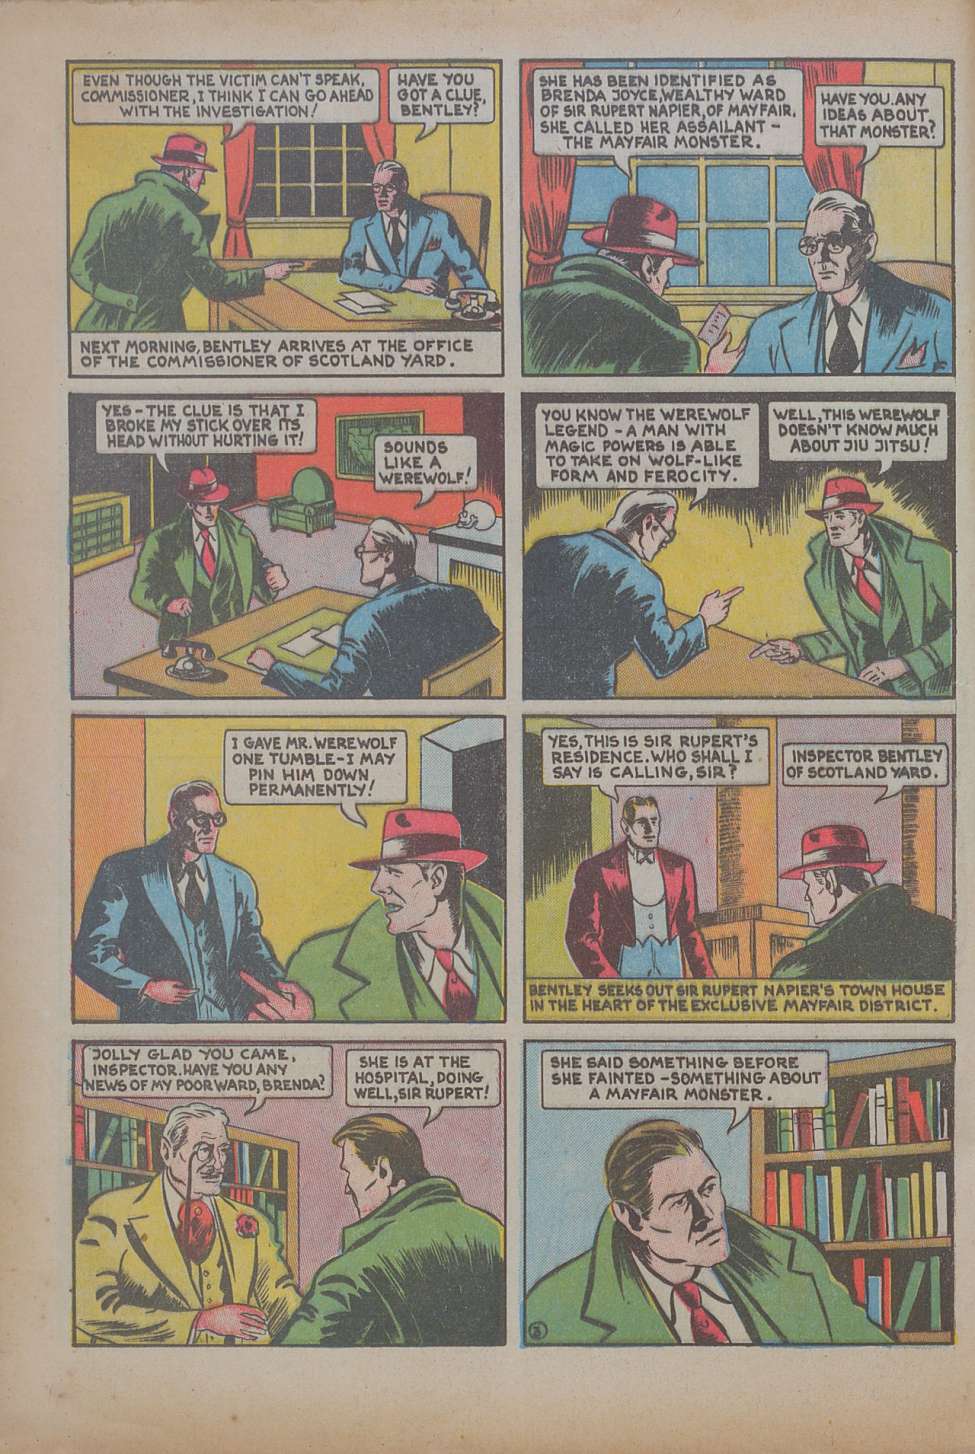 EVEN THOUGH THE VICTIM CAN'T SPEAK,
COMMISSIONER, I THINK I CAN GO AHEAD
WITH THE INVESTIGATION!
HAVE YOU
GOT A CLUE,
BENTLEY?
NEXT MORNING, BENTLEY ARRIVES AT THE OFFICE
OF THE COMMISSIONER OF SCOTLAND YARD.
SHE HAS BEEN IDENTIFIED AS
BRENDA JOYCE, WEALTHY WARD
OF SIR RUPERT NAPIER, OF MAYFAIR.
SHE CALLED HER ASSAILANT -
THE MAYFAIR MONSTER.
HAVE YOU ANY
IDEAS ABOUT,
THAT MONSTER?
YES - THE CLUE IS THAT I
BROKE MY STICK OVER ITS
HEAD WITHOUT HURTING IT!
SOUNDS
LIKE A
WEREWOLF!
YOU KNOW THE WEREWOLF
LEGEND - A MAN WITH
MAGIC POWERS IS ABLE
TO TAKE ON WOLF-LIKE
FORM AND FEROCITY.
WELL, THIS WEREWOLF
DOESN'T KNOW MUCH
ABOUT JIU JITSU!
I GAVE MR. WEREWOLF
ONE TUMBLE - I MAY
PIN HIM DOWN,
PERMANENTLY!
YES, THIS IS SIR RUPERT'S
RESIDENCE. WHO SHALL I
SAY IS CALLING, SIR?
INSPECTOR BENTLEY
OF SCOTLAND YARD.
BENTLEY SEEKS OUT SIR RUPERT NAPIER'S TOWN HOUSE
IN THE HEART OF THE EXCLUSIVE MAYFAIR DISTRICT.
JOLLY GLAD YOU CAME,
INSPECTOR. HAVE YOU ANY
NEWS OF MY POOR WARD, BRENDA?
SHE IS AT THE
HOSPITAL, DOING
WELL, SIR RUPERT!
SHE SAID SOMETHING BEFORE
SHE FAINTED - SOMETHING ABOUT
A MAYFAIR MONSTER.
3